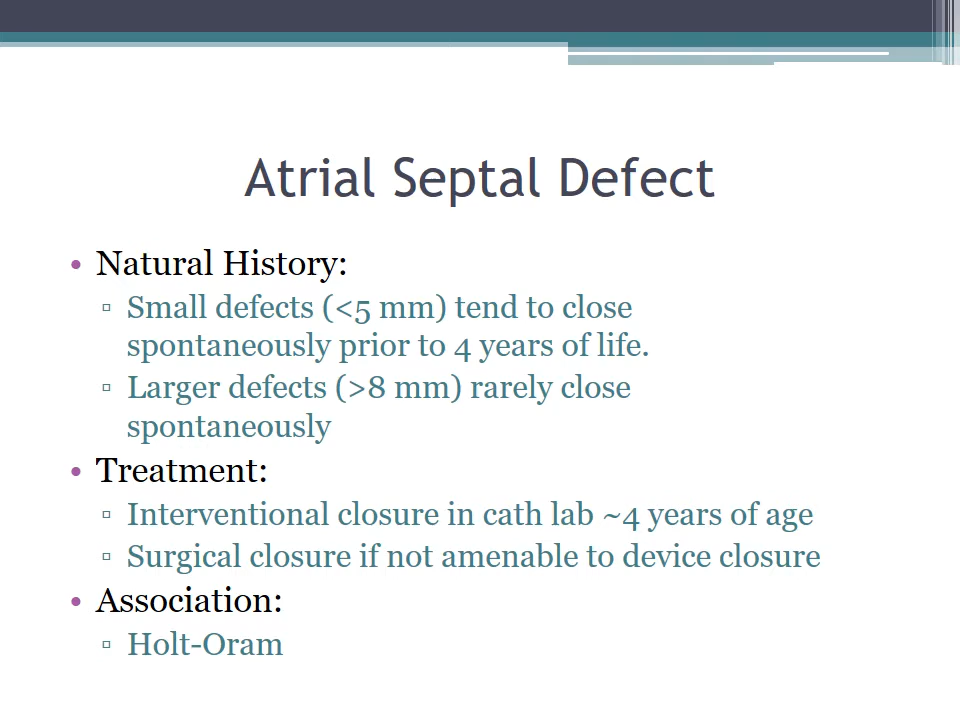 Atrial Septal Defect
• Natural History:
▫ Small defects (<5 mm) tend to close
spontaneously prior to 4 years of life.
▫ Larger defects (>8 mm) rarely close
spontaneously
• Treatment:
▫ Interventional closure in cath lab ~4 years of age
▫ Surgical closure if not amenable to device closure
• Association:
▫ Holt-Oram